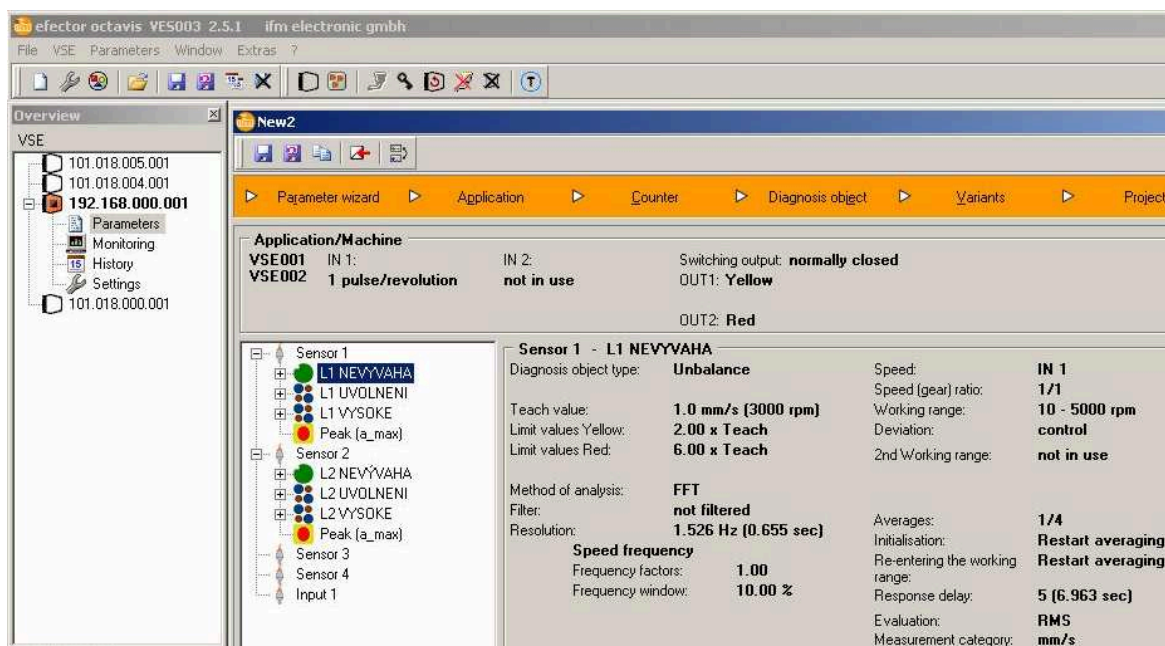 efector octavis VES003 2.5.1 ifm electronic gmbh
File VSE Parameters Window Extras ?
Overview
VSE
101.018.005.001
101.018.004.001
192.168.000.001
Parameters
Monitoring
15 History
Settings
101.018.000.001
New2
Parameter wizard Application Counter Diagnosis object Variants Project
Application/Machine
VSE001 IN 1: IN 2: Switching output: normally closed
VSE002 1 pulse/revolution not in use OUT1: Yellow
OUT2: Red
Sensor 1
L1 NEVYVAHA
L1 UVOLNENI
L1 VYSOKE
Peak (a_max)
Sensor 2
L2 NEVÝVAHA
L2 UVOLNENI
L2 VYSOKE
Peak (a_max)
Sensor 3
Sensor 4
Input 1
Sensor 1 - L1 NEVYVAHA
Diagnosis object type: Unbalance
Teach value: 1.0 mm/s (3000 rpm)
Limit values Yellow: 2.00 x Teach
Limit values Red: 6.00 x Teach
Method of analysis: FFT
Filter: not filtered
Resolution: 1.526 Hz (0.655 sec)
Speed frequency
Frequency factors: 1.00
Frequency window: 10.00 %
Speed: IN 1
Speed (gear) ratio: 1/1
Working range: 10 - 5000 rpm
Deviation: control
2nd Working range: not in use
Averages: 1/4
Initialisation: Restart averaging
Re-entering the working range: Restart averaging
Response delay: 5 (6.963 sec)
Evaluation: RMS
Measurement category: mm/s